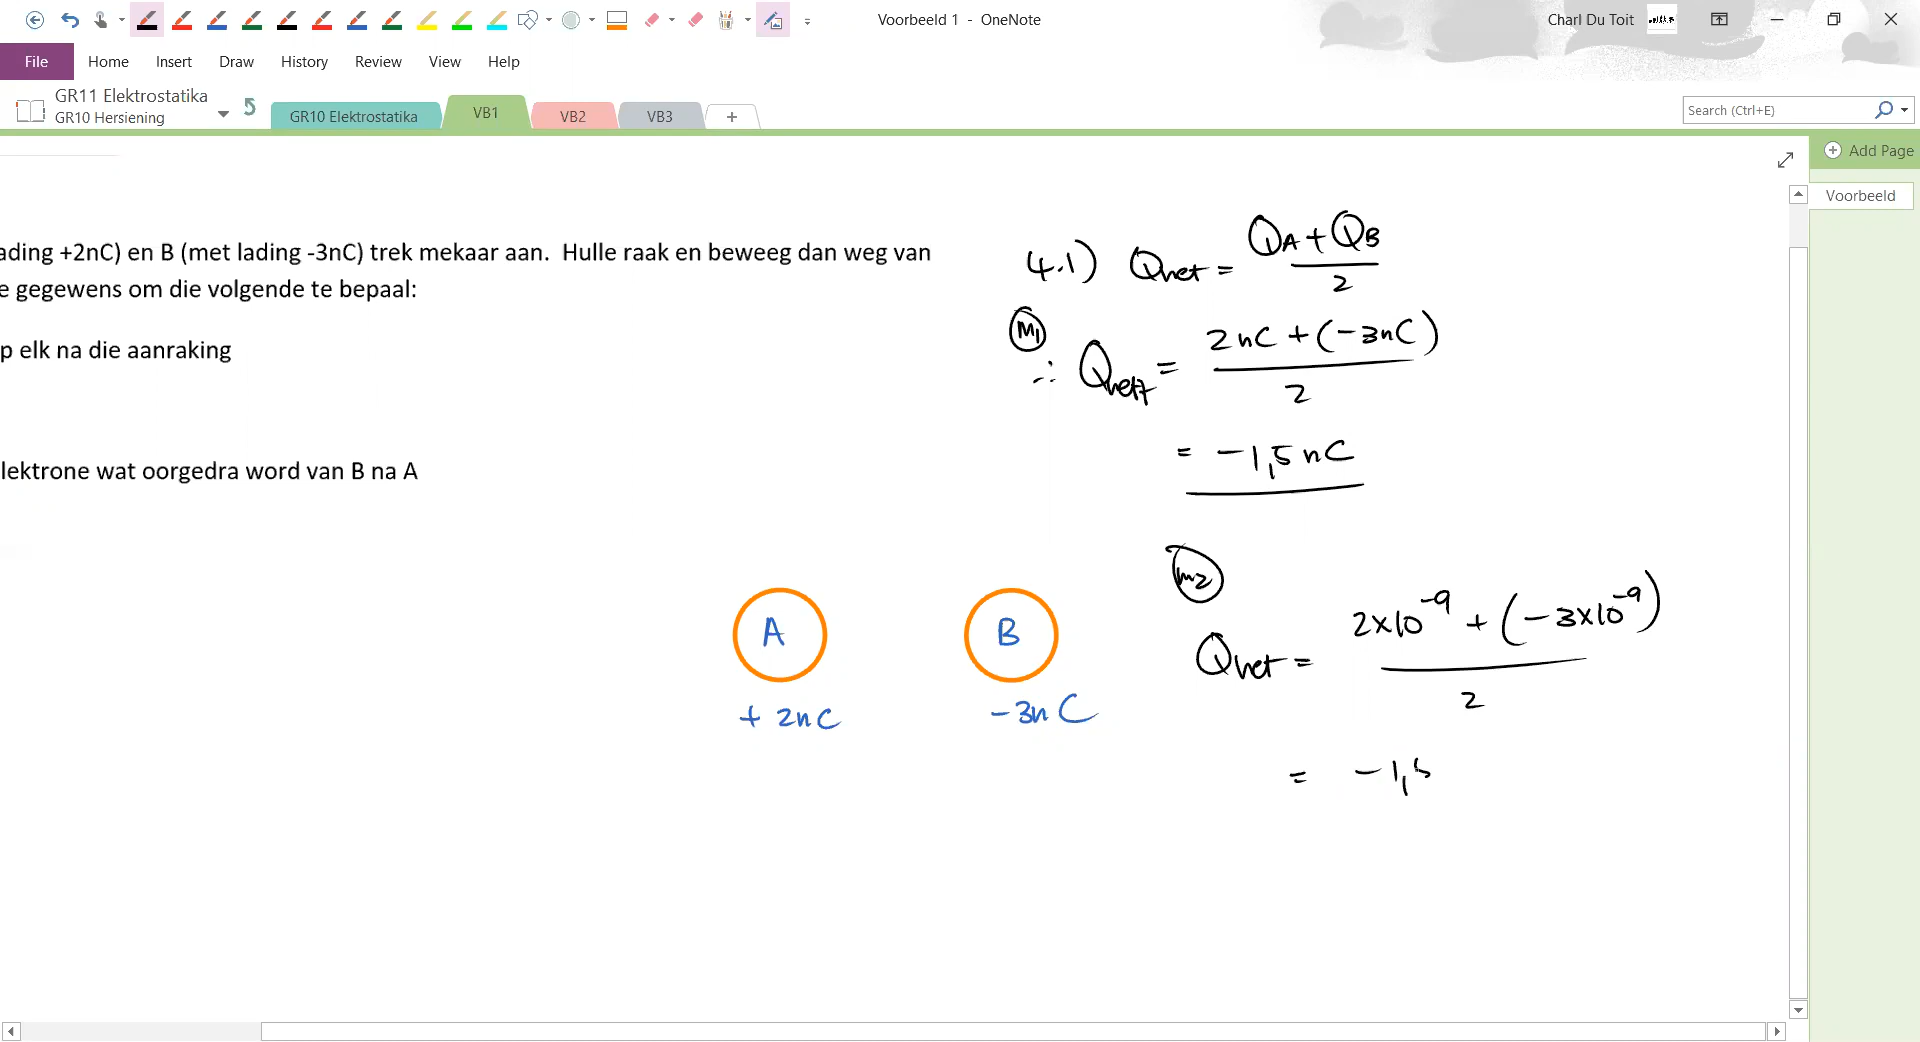 Voorbeeld 1 - OneNote
Charl Du Toit
File Home Insert Draw History Review View Help
GR11 Elektrostatika
GR10 Hersiening
GR10 Elektrostatika VB1 VB2 VB3 +
Search (Ctrl+E)
Add Page
Voorbeeld
ading +2nC) en B (met lading -3nC) trek mekaar aan. Hulle raak en beweeg dan weg van
e gegewens om die volgende te bepaal:
p elk na die aanraking
lektrone wat oorgedra word van B na A
4.1) Qnet = QA + QB
2
M1
∴ Qnett = 2nC + (-3nC)
2
= -1,5 nC
M2
Qnet = 2x10⁻⁹ + (-3x10⁻⁹)
2
= -1,5
A B
+ 2nC -3nC